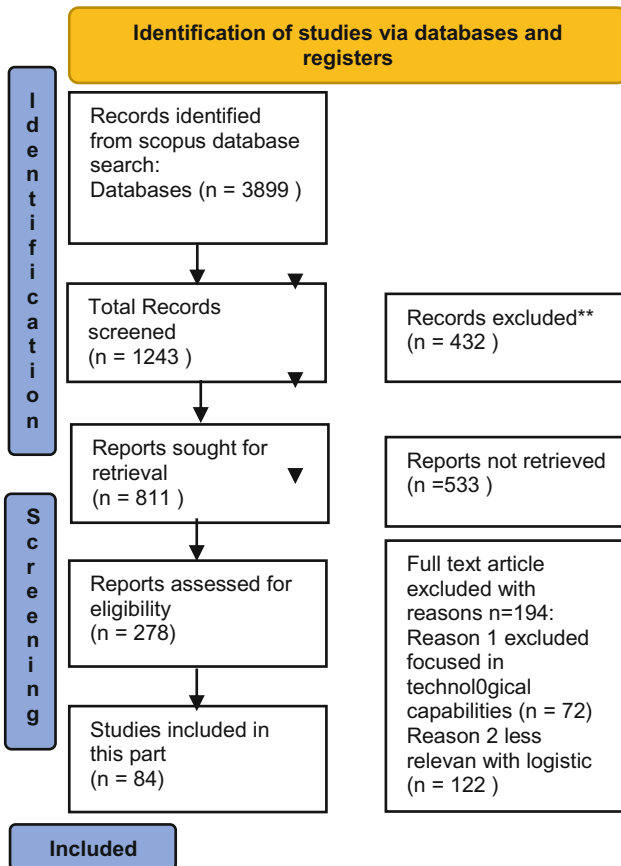 Identification of studies via databases and
registers
Identification
Records identified
from scopus database
search:
Databases (n = 3899 )
Total Records
screened
(n = 1243 )
Records excluded**
(n = 432 )
Reports sought for
retrieval
(n = 811 )
Reports not retrieved
(n =533 )
Screening
Reports assessed for
eligibility
(n = 278)
Full text article
excluded with
reasons n=194:
Reason 1 excluded
focused in
technol0gical
capabilities (n = 72)
Reason 2 less
relevan with logistic
(n = 122 )
Studies included in
this part
(n = 84)
Included